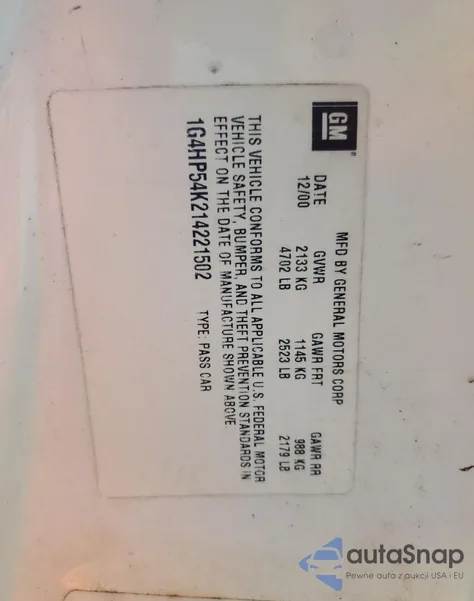 GM
MFD BY GENERAL MOTORS CORP
DATE GVWR GAWR FRT GAWR RR
12/00 2133 KG 1145 KG 988 KG
4702 LB 2523 LB 2179 LB
THIS VEHICLE CONFORMS TO ALL APPLICABLE U.S. FEDERAL MOTOR
VEHICLE SAFETY, BUMPER, AND THEFT PREVENTION STANDARDS IN
EFFECT ON THE DATE OF MANUFACTURE SHOWN ABOVE.
1G4HP54K214221502 TYPE: PASS CAR
autoSnap
Pewne auta z aukcji USA i EU